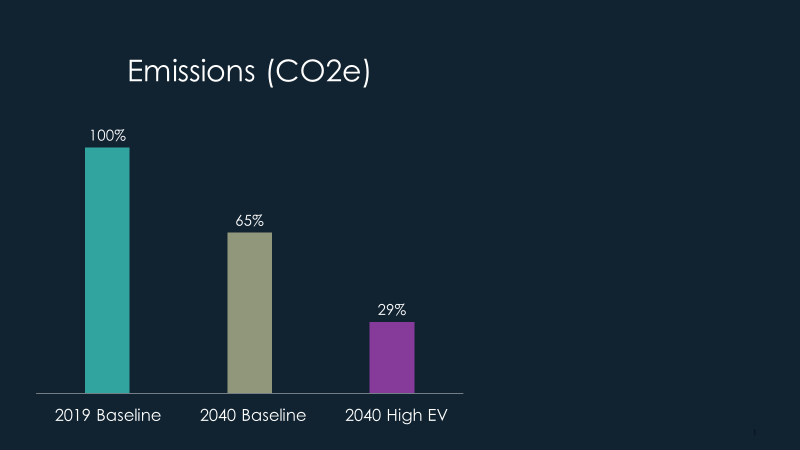 Emissions (CO2e)
100%
65%
29%
2019 Baseline
2040 Baseline
2040 High EV